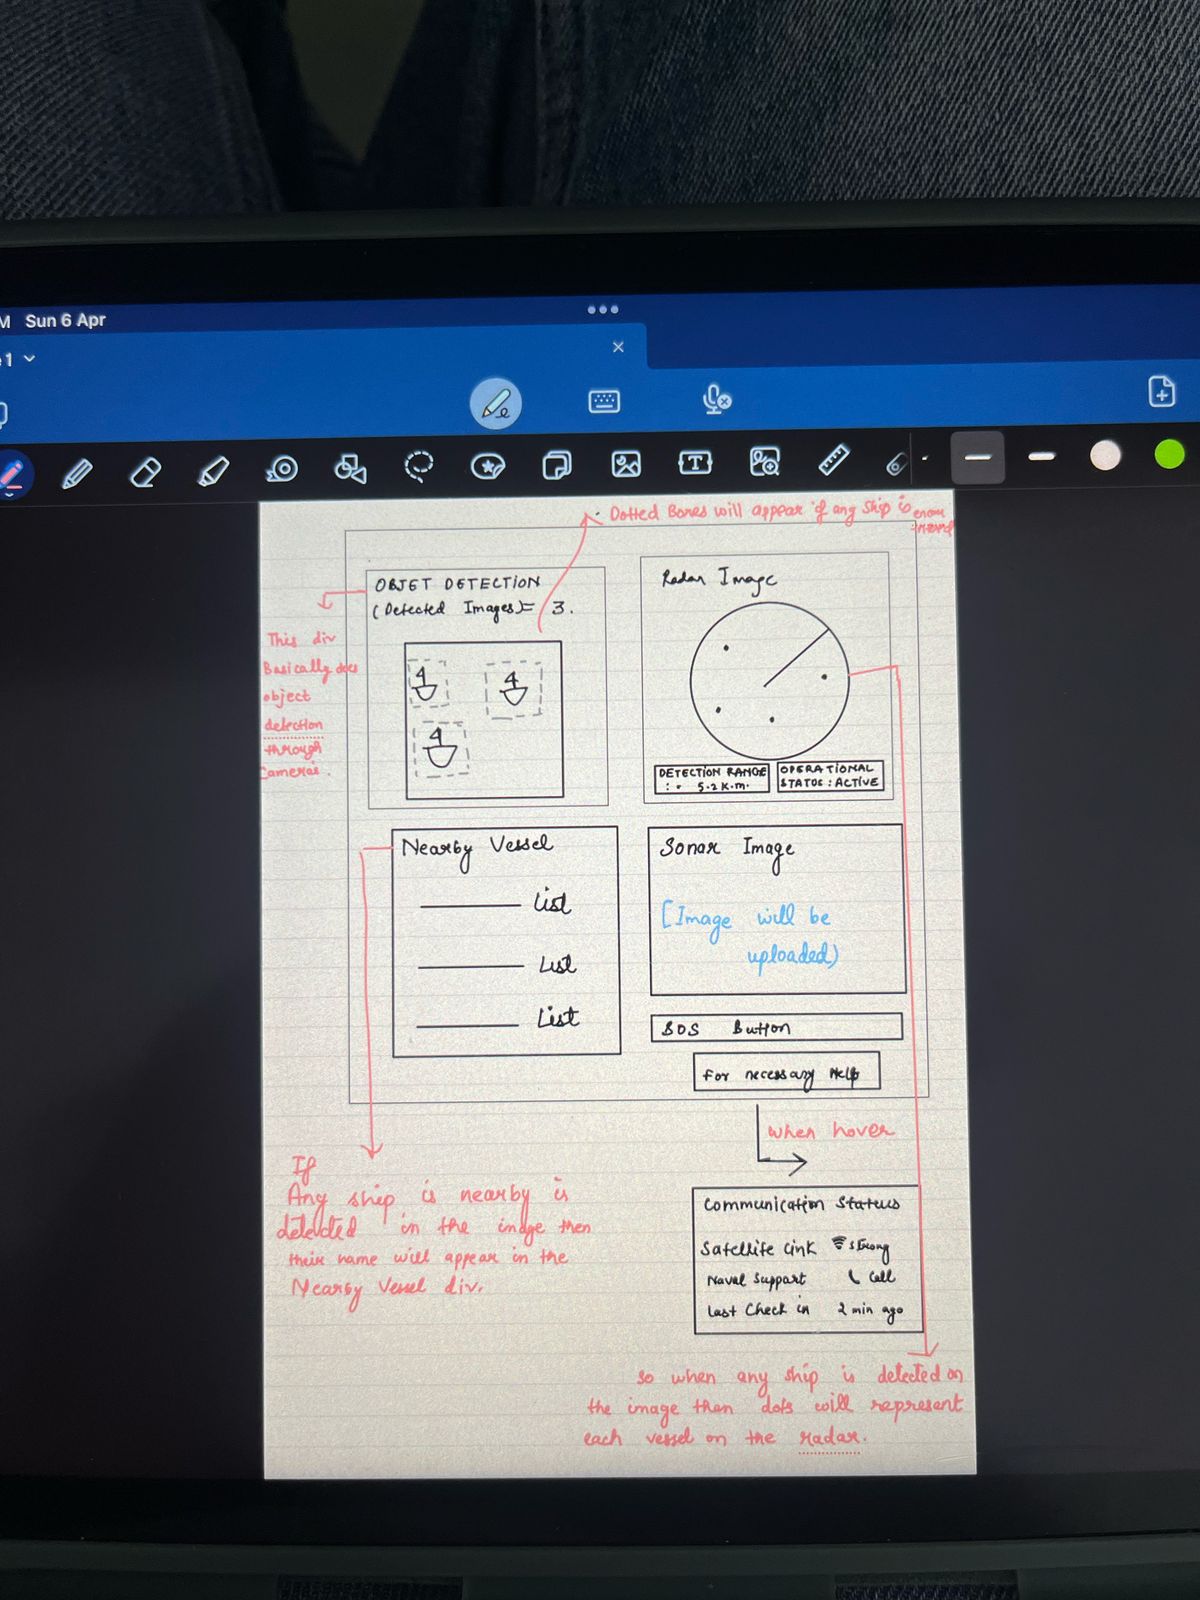 Sun 6 Apr
Dotted Boxes will appear if any ship is
OBJET DETECTION
(Detected Images) = 3.
This div
Basically does
object
detection
through
Cameras.
Radar Image
DETECTION RANGE
: 5.2 K.m.
OPERATIONAL
STATUS : ACTIVE
Nearby Vessel
List
List
List
Sonar Image
[Image will be
uploaded)
SOS Button
For necessary Help
When hover
If
Any ship is nearby is
detected in the image then
their name will appear in the
Nearby Vessel div.
Communication Status
Satellite Link Strong
Naval Support Call
Last Check in 2 min ago
So when any ship is detected on
the image then dots will represent
each vessel on the radar.